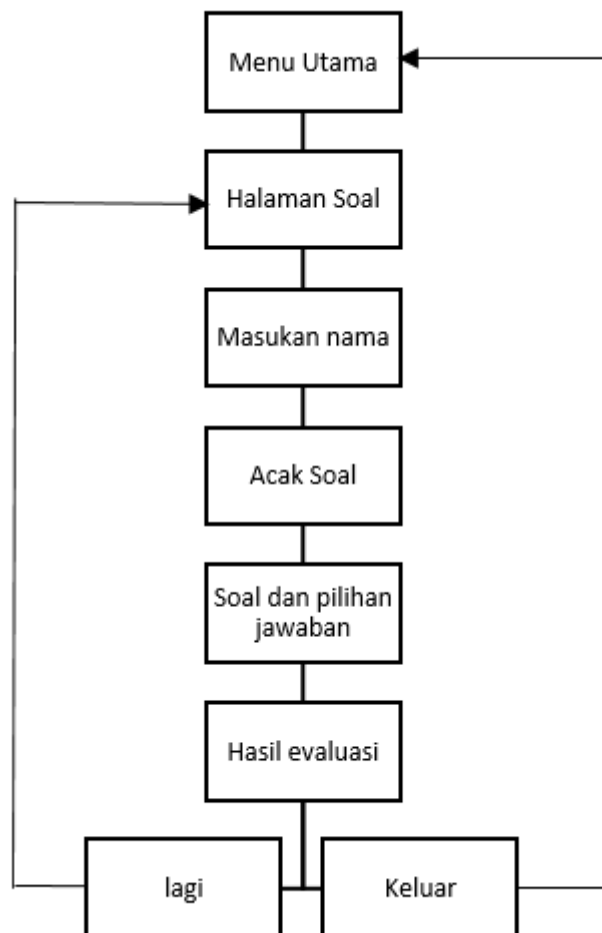 Menu Utama
Halaman Soal
Masukan nama
Acak Soal
Soal dan pilihan
jawaban
Hasil evaluasi
lagi
Keluar